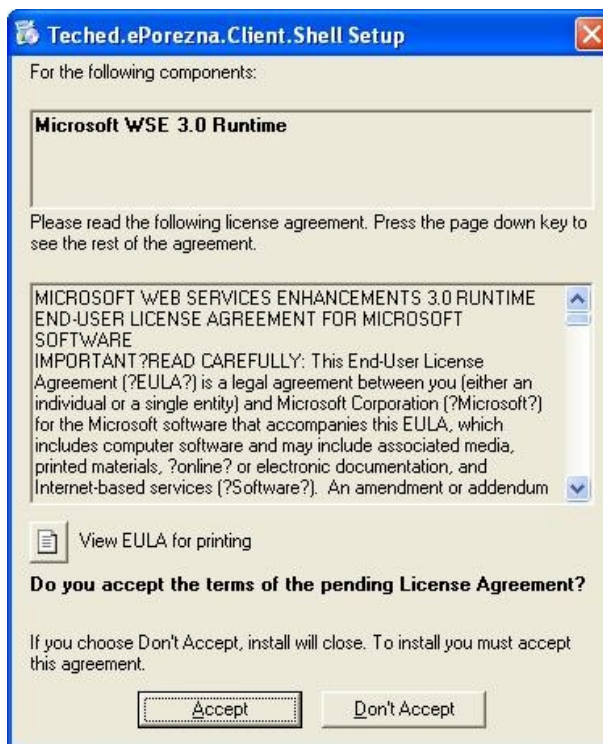 Teched.ePorezna.Client.Shell Setup
For the following components:
Microsoft WSE 3.0 Runtime
Please read the following license agreement. Press the page down key to
see the rest of the agreement.
MICROSOFT WEB SERVICES ENHANCEMENTS 3.0 RUNTIME
END-USER LICENSE AGREEMENT FOR MICROSOFT
SOFTWARE
IMPORTANT?READ CAREFULLY: This End-User License
Agreement (?EULA?) is a legal agreement between you (either an
individual or a single entity) and Microsoft Corporation (?Microsoft?)
for the Microsoft software that accompanies this EULA, which
includes computer software and may include associated media,
printed materials, ?online? or electronic documentation, and
Internet-based services (?Software?).  An amendment or addendum
View EULA for printing
Do you accept the terms of the pending License Agreement?
If you choose Don't Accept, install will close. To install you must accept
this agreement.
Accept
Don't Accept